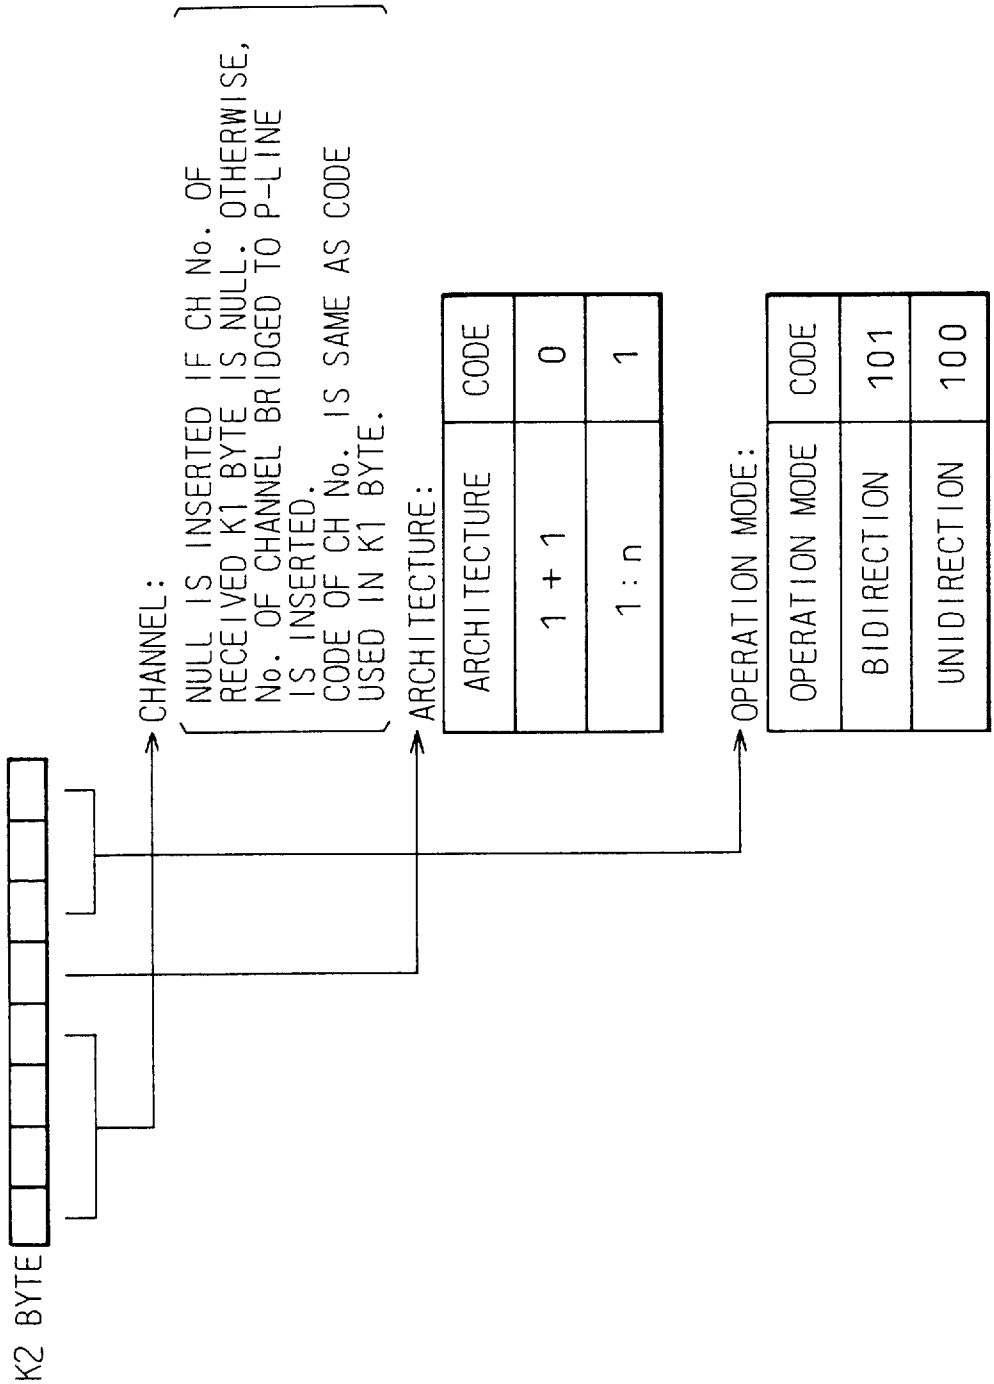 K2 BYTE
CHANNEL:
NULL IS INSERTED IF CH No. OF
RECEIVED K1 BYTE IS NULL. OTHERWISE,
No. OF CHANNEL BRIDGED TO P-LINE
IS INSERTED.
CODE OF CH No. IS SAME AS CODE
USED IN K1 BYTE.
ARCHITECTURE:
ARCHITECTURE CODE
1+1 0
1:n 1
OPERATION MODE:
OPERATION MODE CODE
BIDIRECTION 101
UNIDIRECTION 100